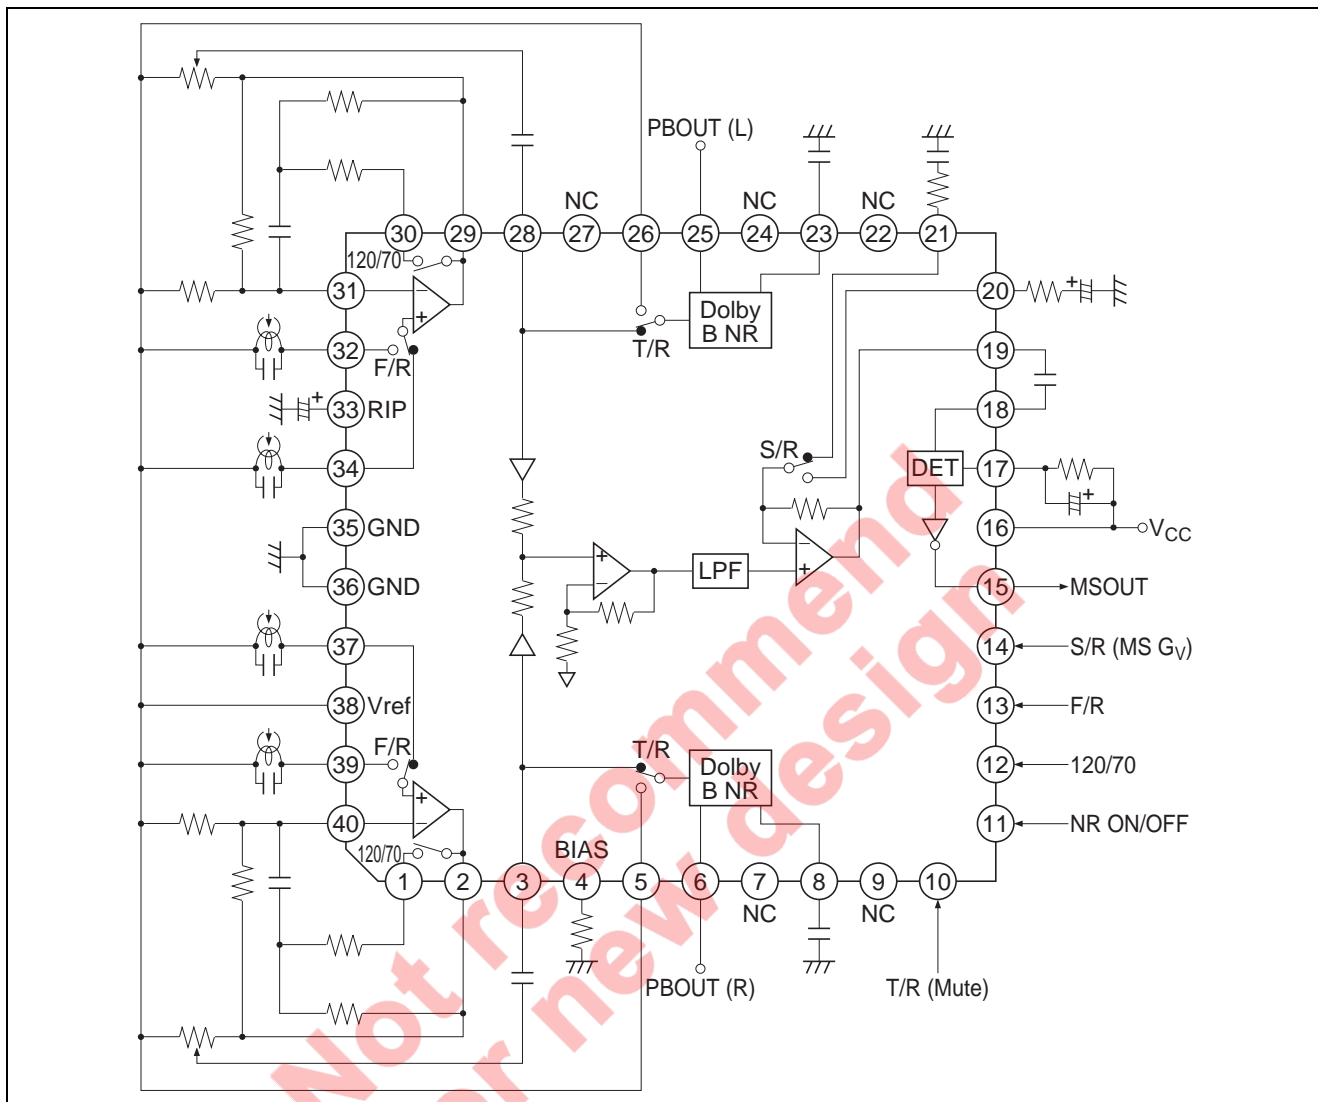 PBOUT (L)
NC
NC
NC
30
29
28
27
26
25
24
23
22
21
120/70
31
20
Dolby
B NR
T/R
32
F/R
19
33
RIP
18
34
S/R
DET
17
35
GND
16
VCC
LPF
36
GND
15
MSOUT
37
14
S/R (MS GV)
38
Vref
13
F/R
39
F/R
T/R
Dolby
B NR
12
120/70
40
11
NR ON/OFF
120/70
BIAS
1
2
3
4
5
6
7
8
9
10
NC
NC
PBOUT (R)
T/R (Mute)
Not recommend
for new design